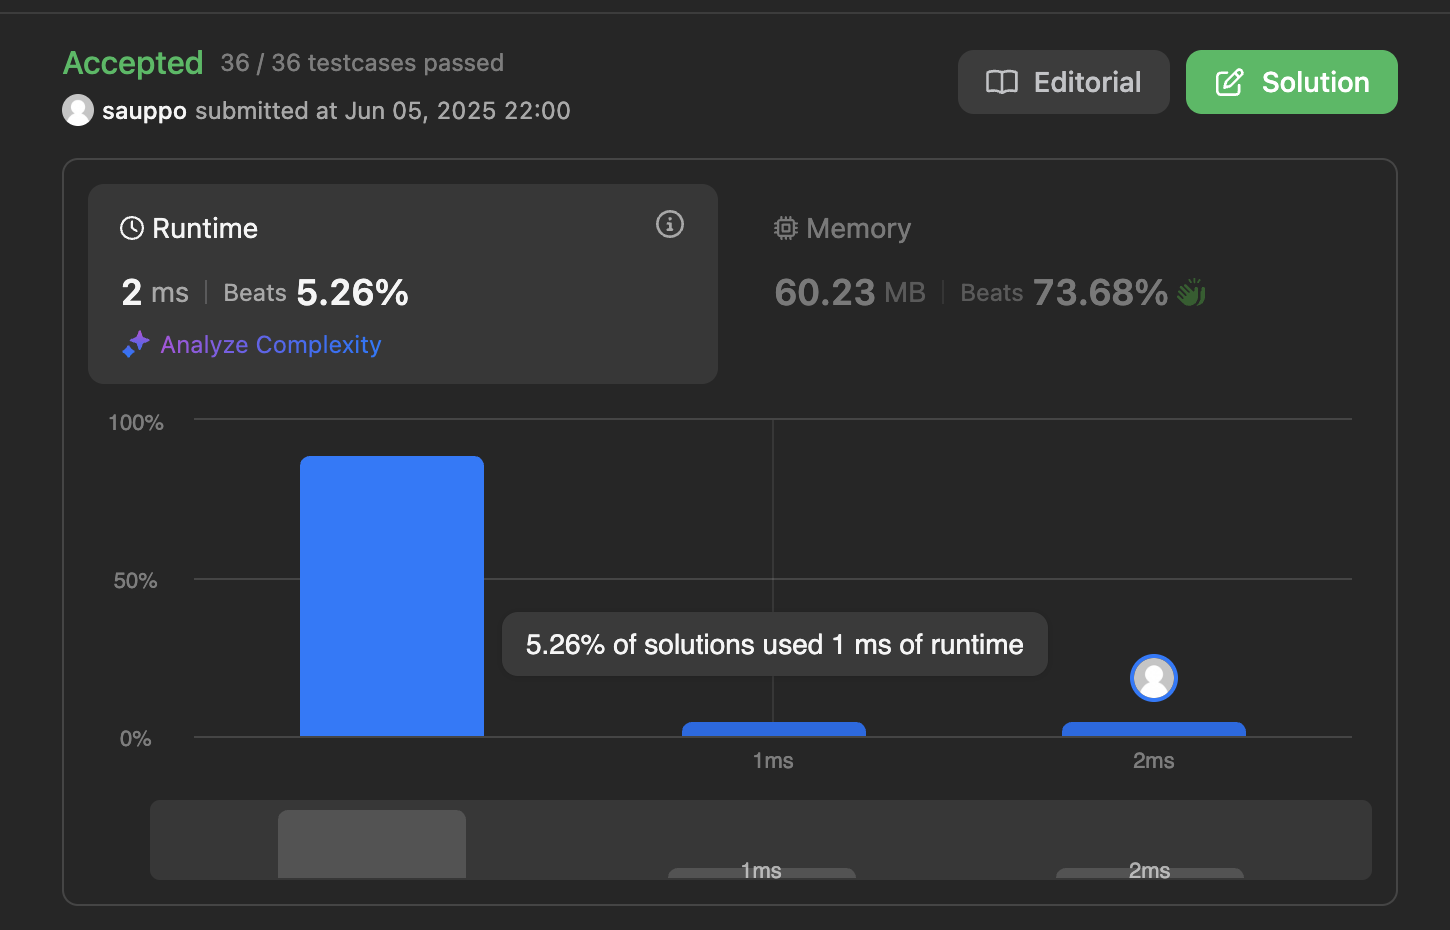 Accepted 36 / 36 testcases passed
sauppo submitted at Jun 05, 2025 22:00
Editorial
Solution
Runtime
2 ms | Beats 5.26%
Analyze Complexity
Memory
60.23 MB | Beats 73.68%
100%
50%
0%
5.26% of solutions used 1 ms of runtime
1ms
2ms
1ms
2ms